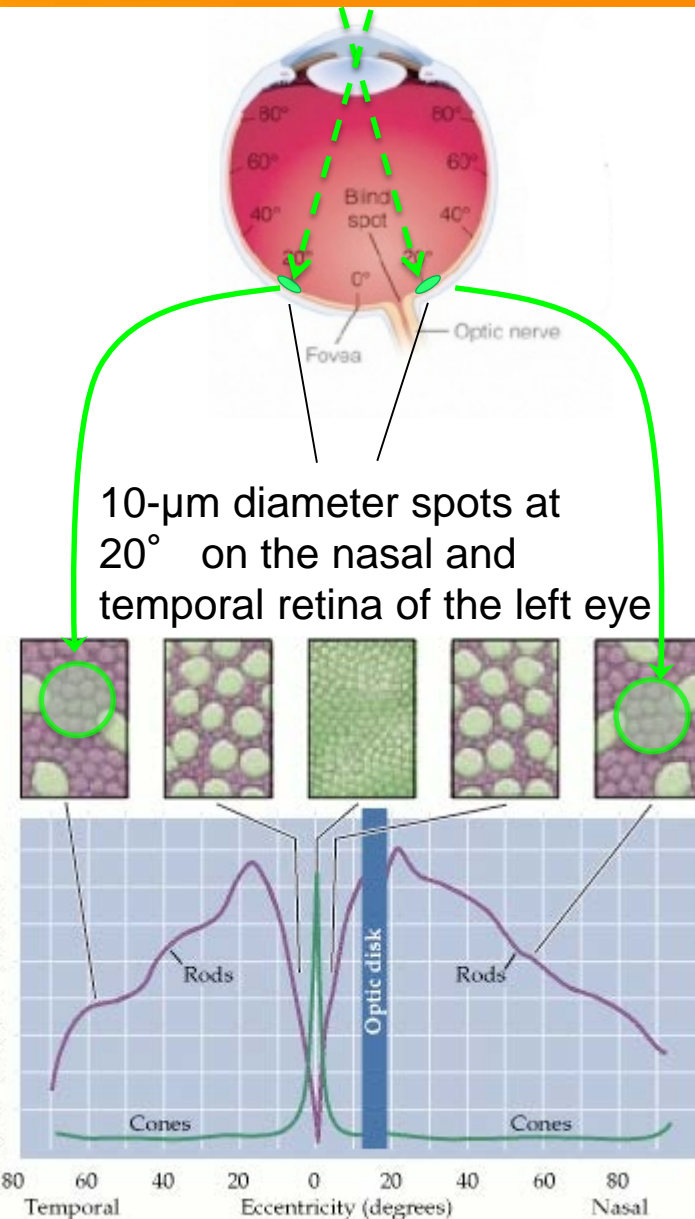 80° 80°
60° 60°
Blind
spot
40° 40°
20° 20°
0°
Optic nerve
Fovea
10-µm diameter spots at
20° on the nasal and
temporal retina of the left eye
Optic disk
Rods Rods
Cones Cones
80 60 40 20 0 20 40 60 80
Temporal Eccentricity (degrees) Nasal